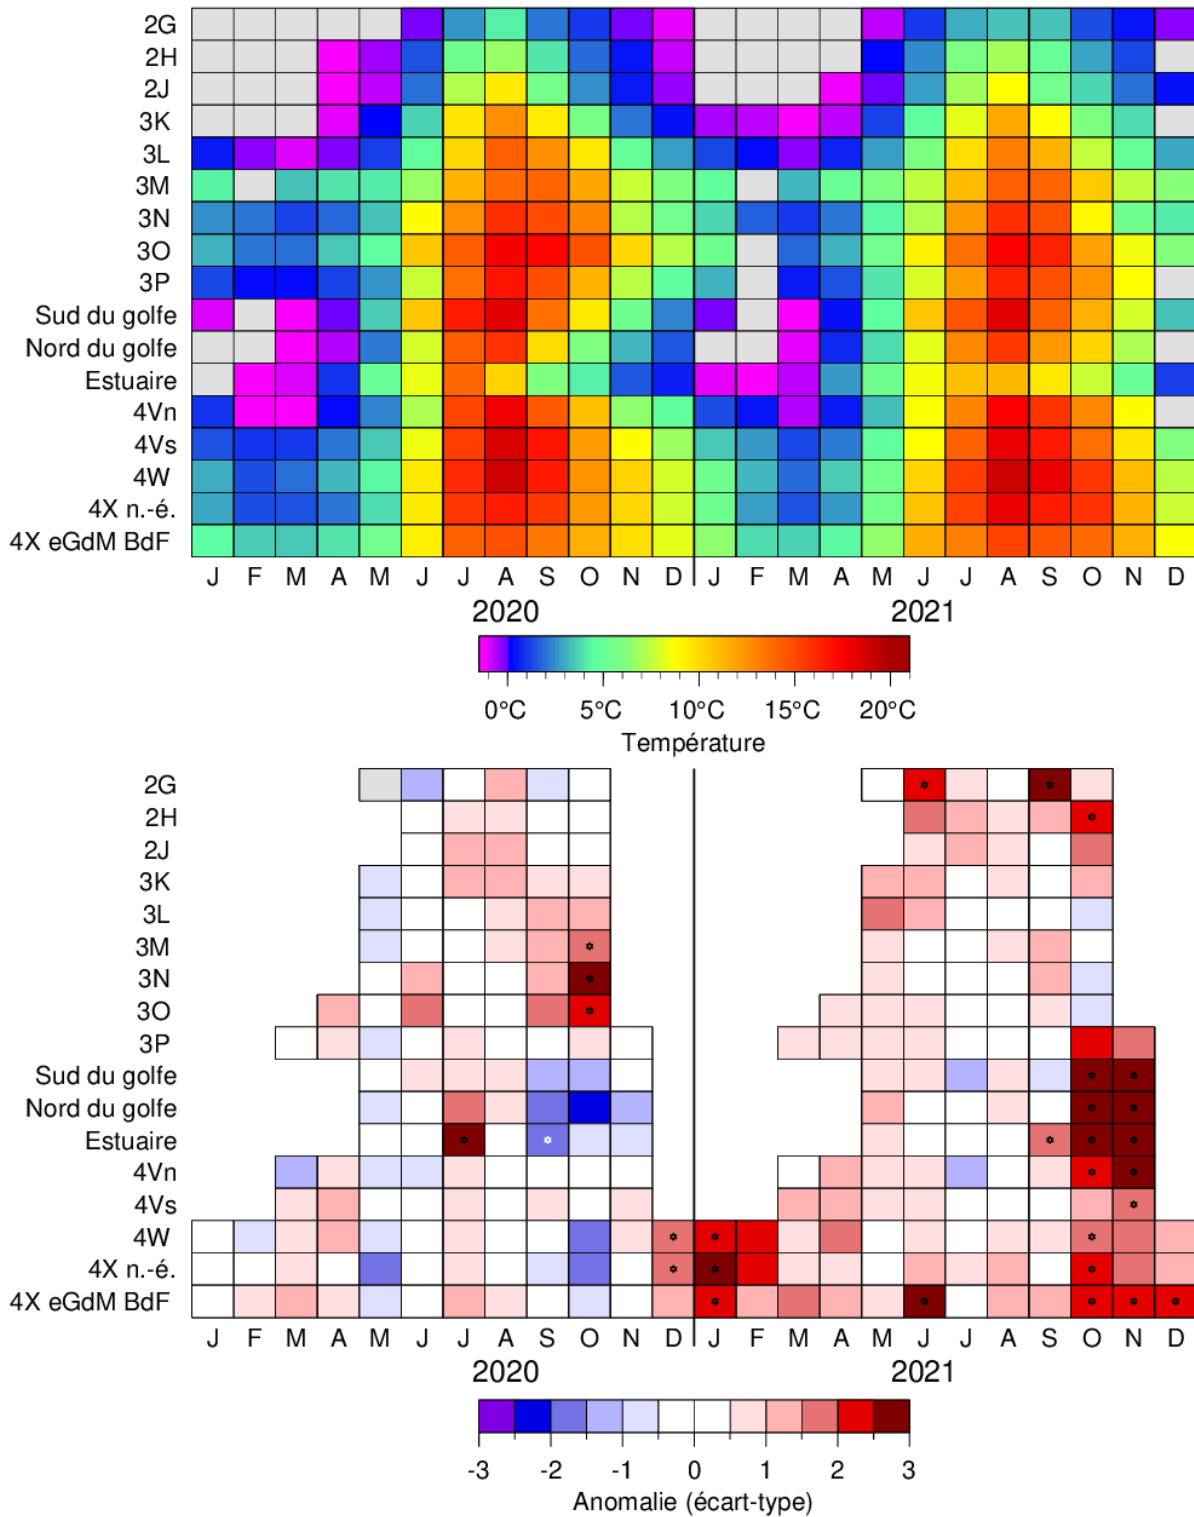 2G
2H
2J
3K
3L
3M
3N
3O
3P
Sud du golfe
Nord du golfe
Estuaire
4Vn
4Vs
4W
4X n.-é.
4X eGdM BdF
J F M A M J J A S O N D J F M A M J J A S O N D
2020 2021
0°C 5°C 10°C 15°C 20°C
Température
2G
2H
2J
3K
3L
3M
3N
3O
3P
Sud du golfe
Nord du golfe
Estuaire
4Vn
4Vs
4W
4X n.-é.
4X eGdM BdF
J F M A M J J A S O N D J F M A M J J A S O N D
2020 2021
-3 -2 -1 0 1 2 3
Anomalie (écart-type)